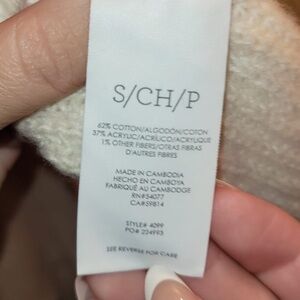 S/CH/P
62% COTTON/ALGODÓN/COTON
37% ACRYLIC/ACRÍLICO/ACRYLIQUE
1% OTHER FIBERS/OTRAS FIBRAS
D'AUTRES FIBRES
MADE IN CAMBODIA
HECHO EN CAMBOYA
FABRIQUÉ AU CAMBODGE
RN#54077
CA#59814
STYLE# 4099
PO# 224993
SEE REVERSE FOR CARE